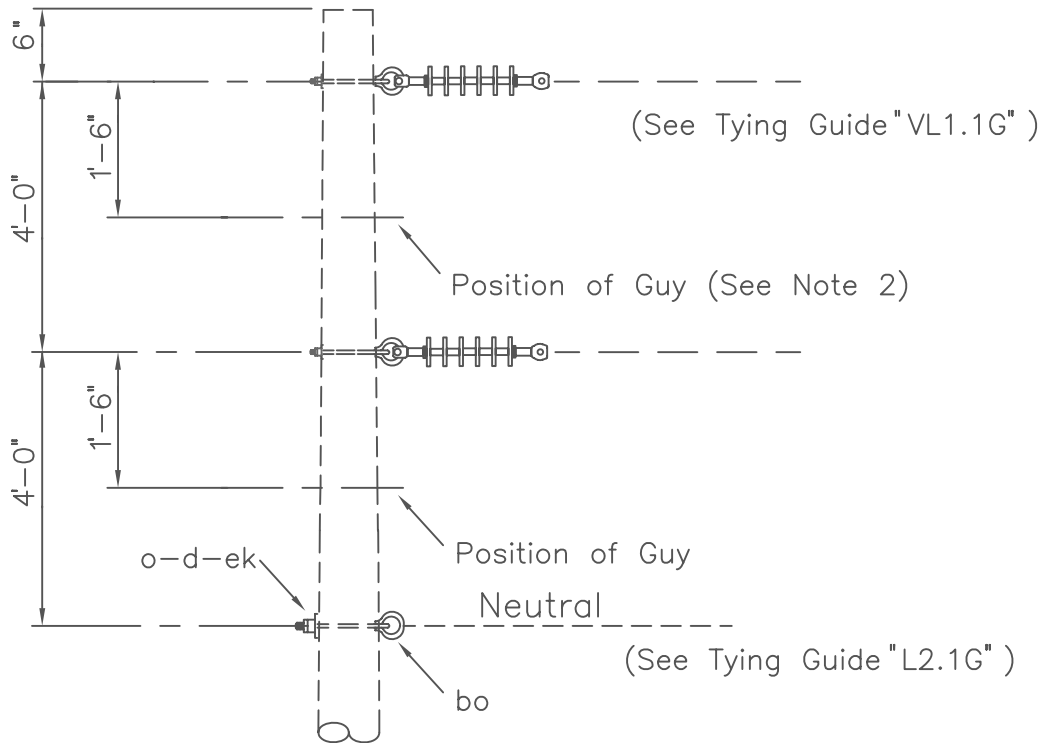 6"
(See Tying Guide "VL1.1G" )
1'-6"
4'-0"
Position of Guy (See Note 2)
1'-6"
4'-0"
o-d-ek
Position of Guy
Neutral
(See Tying Guide "L2.1G" )
bo